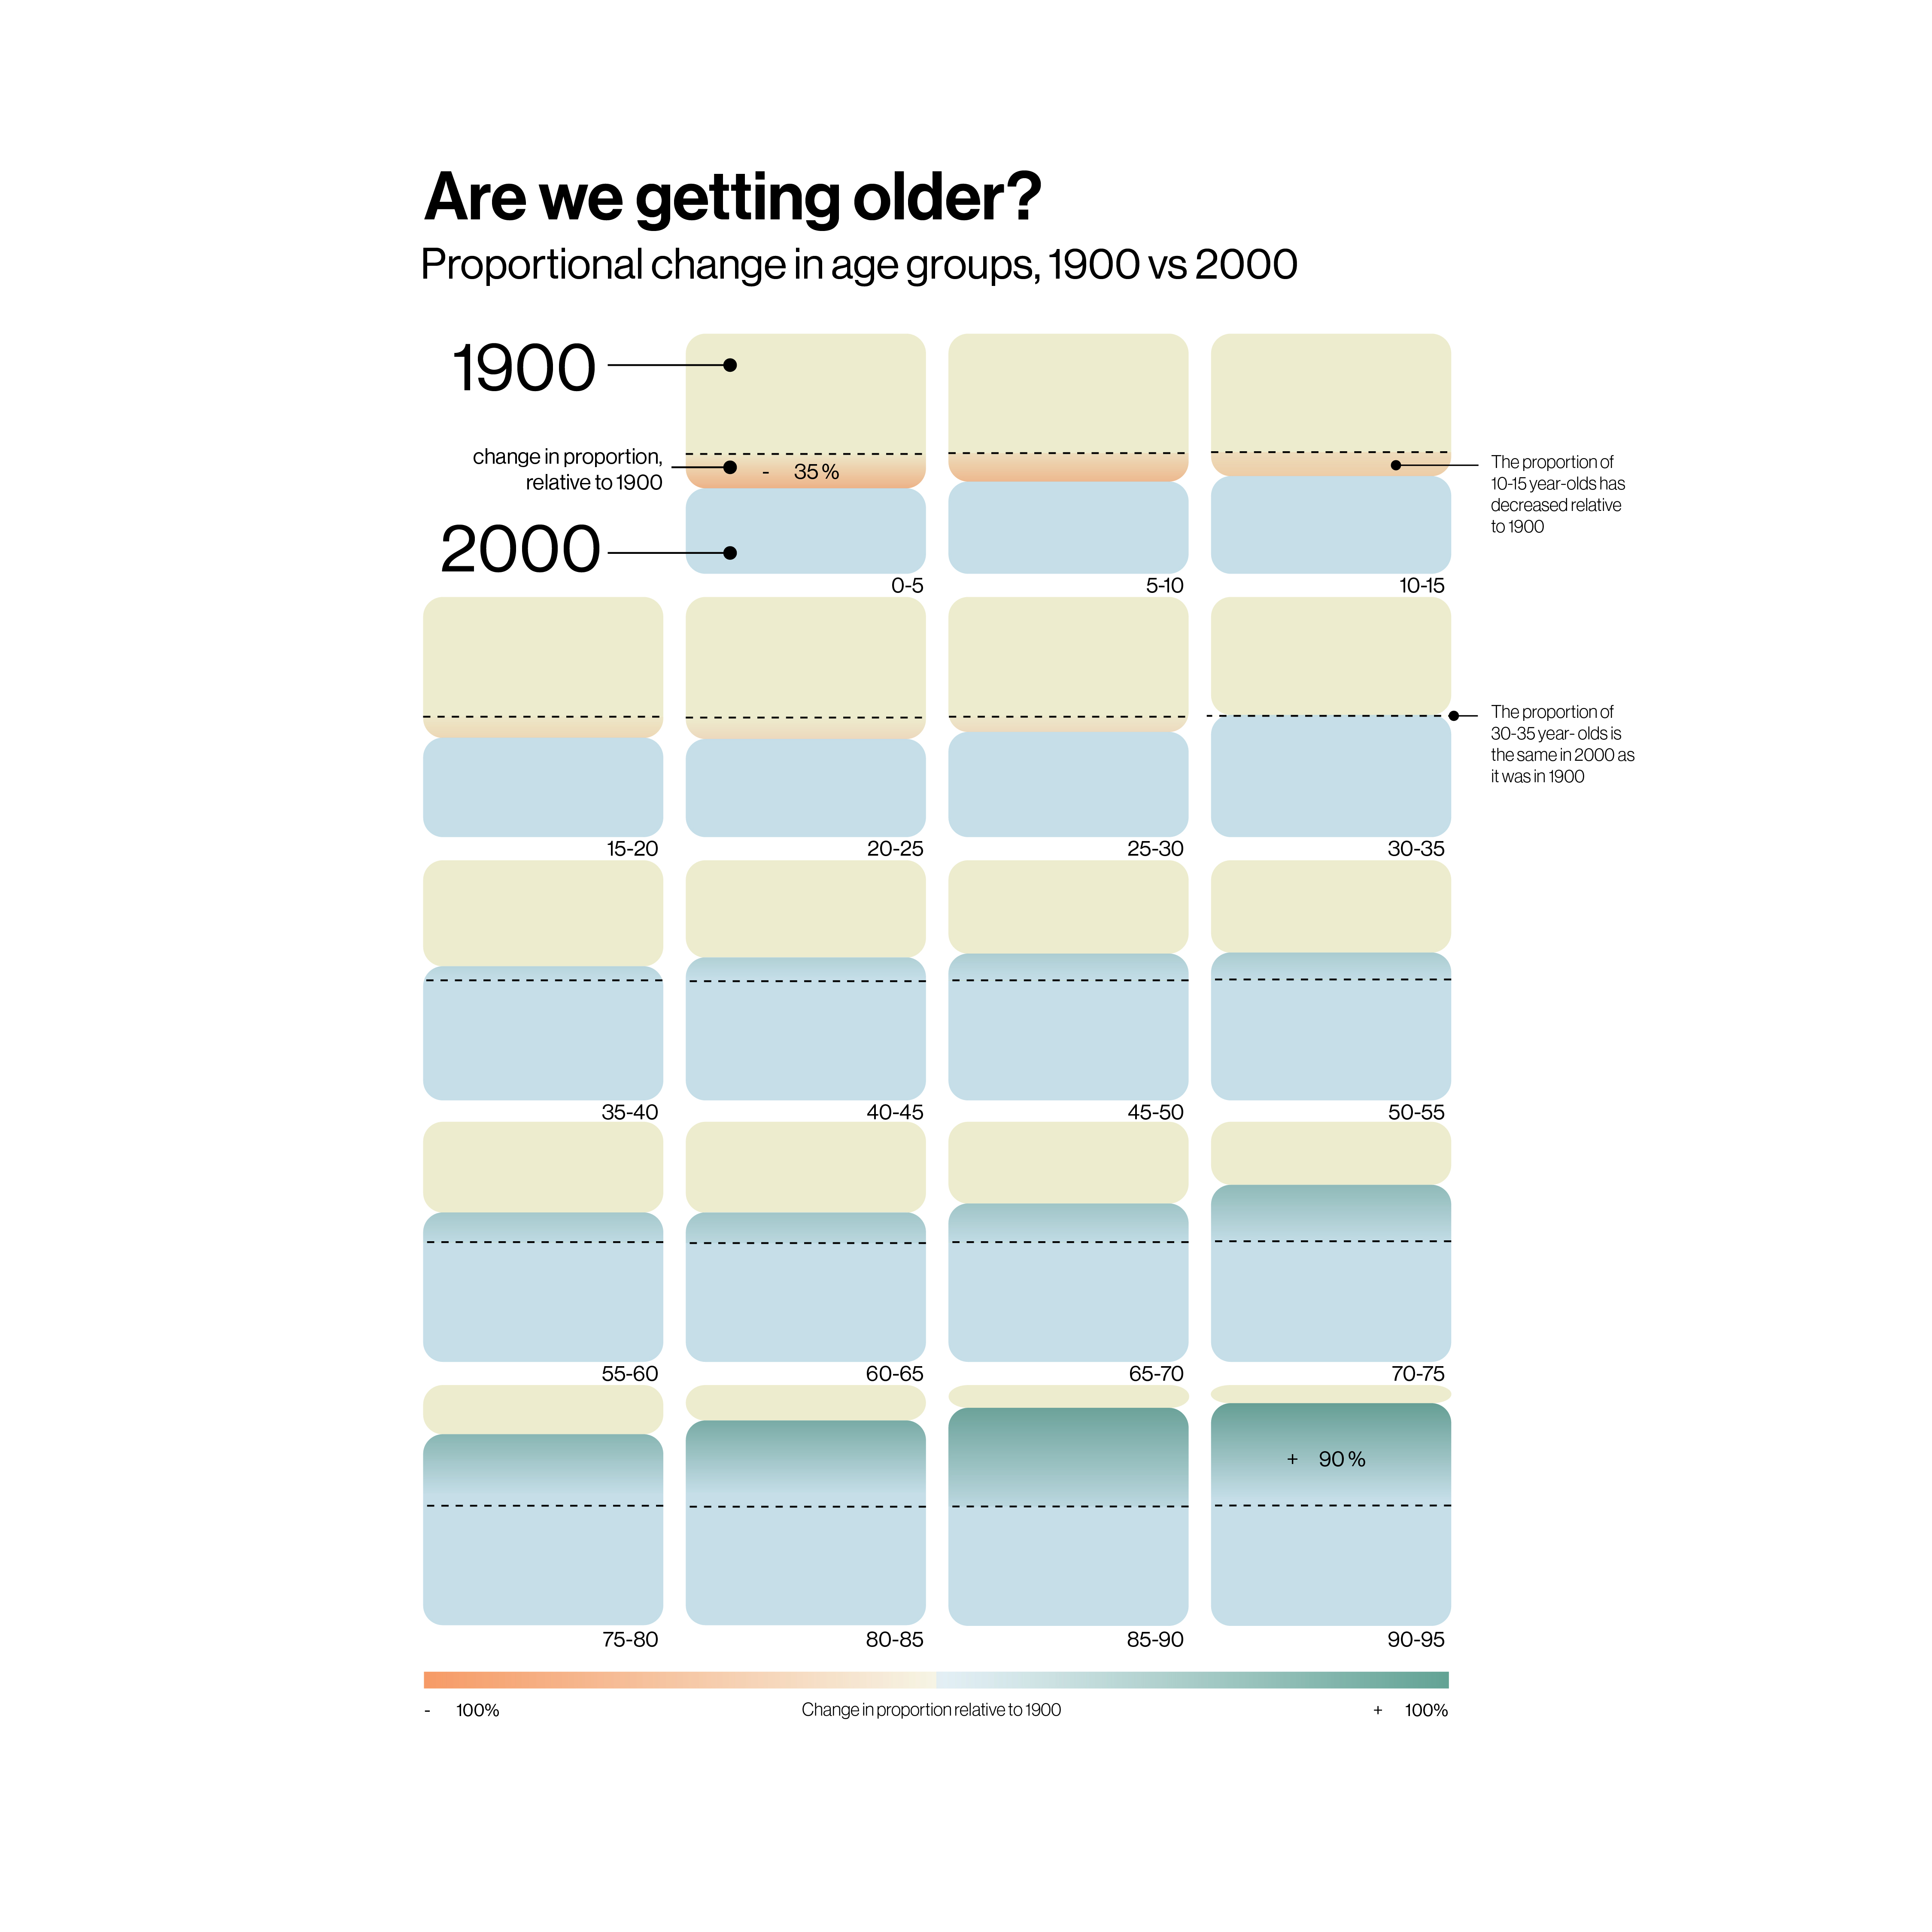 Are we getting older?
Proportional change in age groups, 1900 vs 2000
1900
change in proportion,
relative to 1900
- 35 %
2000
The proportion of
10-15 year-olds has
decreased relative
to 1900
0-5
5-10
10-15
The proportion of
30-35 year- olds is
the same in 2000 as
it was in 1900
15-20
20-25
25-30
30-35
35-40
40-45
45-50
50-55
55-60
60-65
65-70
70-75
+ 90 %
75-80
80-85
85-90
90-95
- 100%
Change in proportion relative to 1900
+ 100%